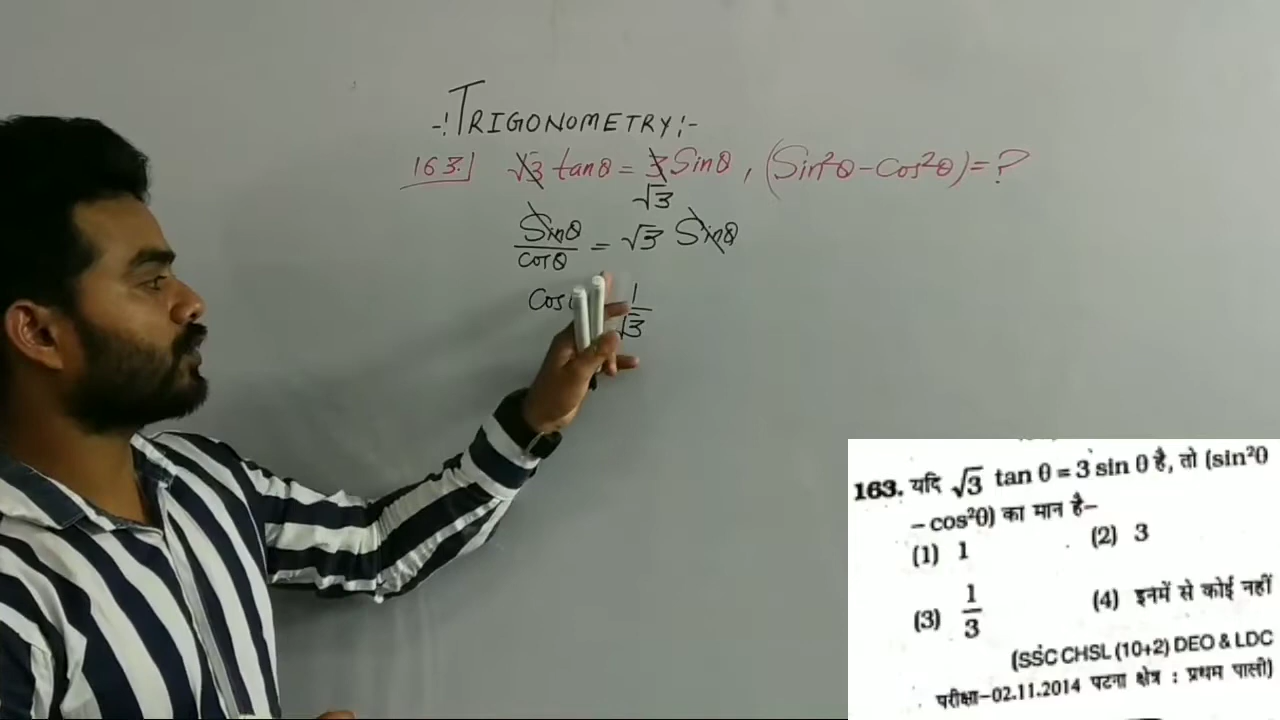 -:TRIGONOMETRY:-
163.] √3 tanθ = 3 Sinθ, (Sin²θ - Cos²θ) = ?
√3
Sinθ/cosθ = √3 Sinθ
1/√3
163. यदि √3 tan θ = 3 sin θ है, तो (sin²θ
- cos²θ) का मान है-
(1) 1 (2) 3
(3) 1/3 (4) इनमें से कोई नहीं
(SSC CHSL (10+2) DEO & LDC
परीक्षा-02.11.2014 पटना क्षेत्र : प्रथम पाली)